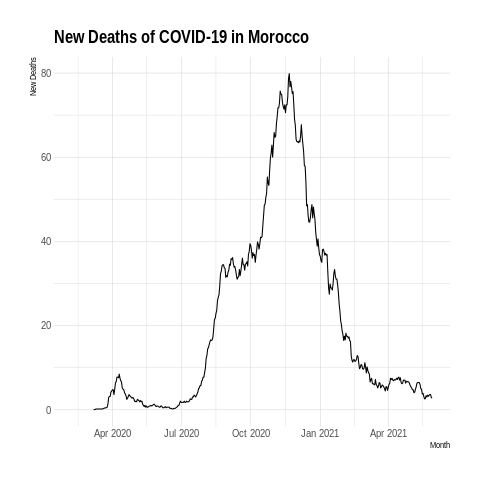 New Deaths of COVID-19 in Morocco
New Deaths
80
60
40
20
0
Apr 2020 Jul 2020 Oct 2020 Jan 2021 Apr 2021
Month